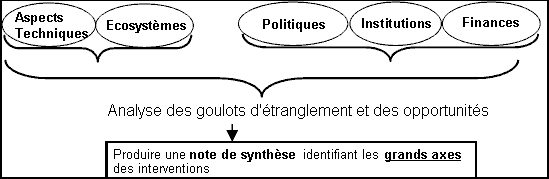 Aspects
Techniques
Ecosystèmes
Politiques
Institutions
Finances
Analyse des goulots d'étranglement et des opportunités
Produire une note de synthèse identifiant les grands axes
des interventions